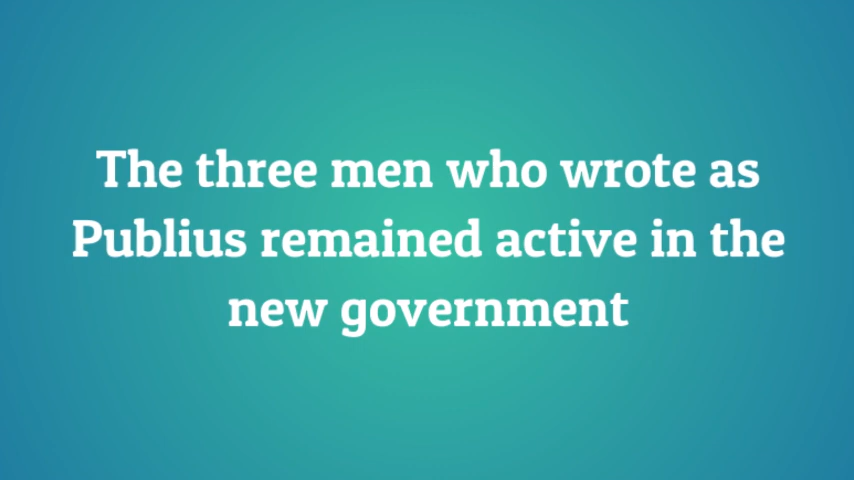 The three men who wrote as
Publius remained active in the
new government